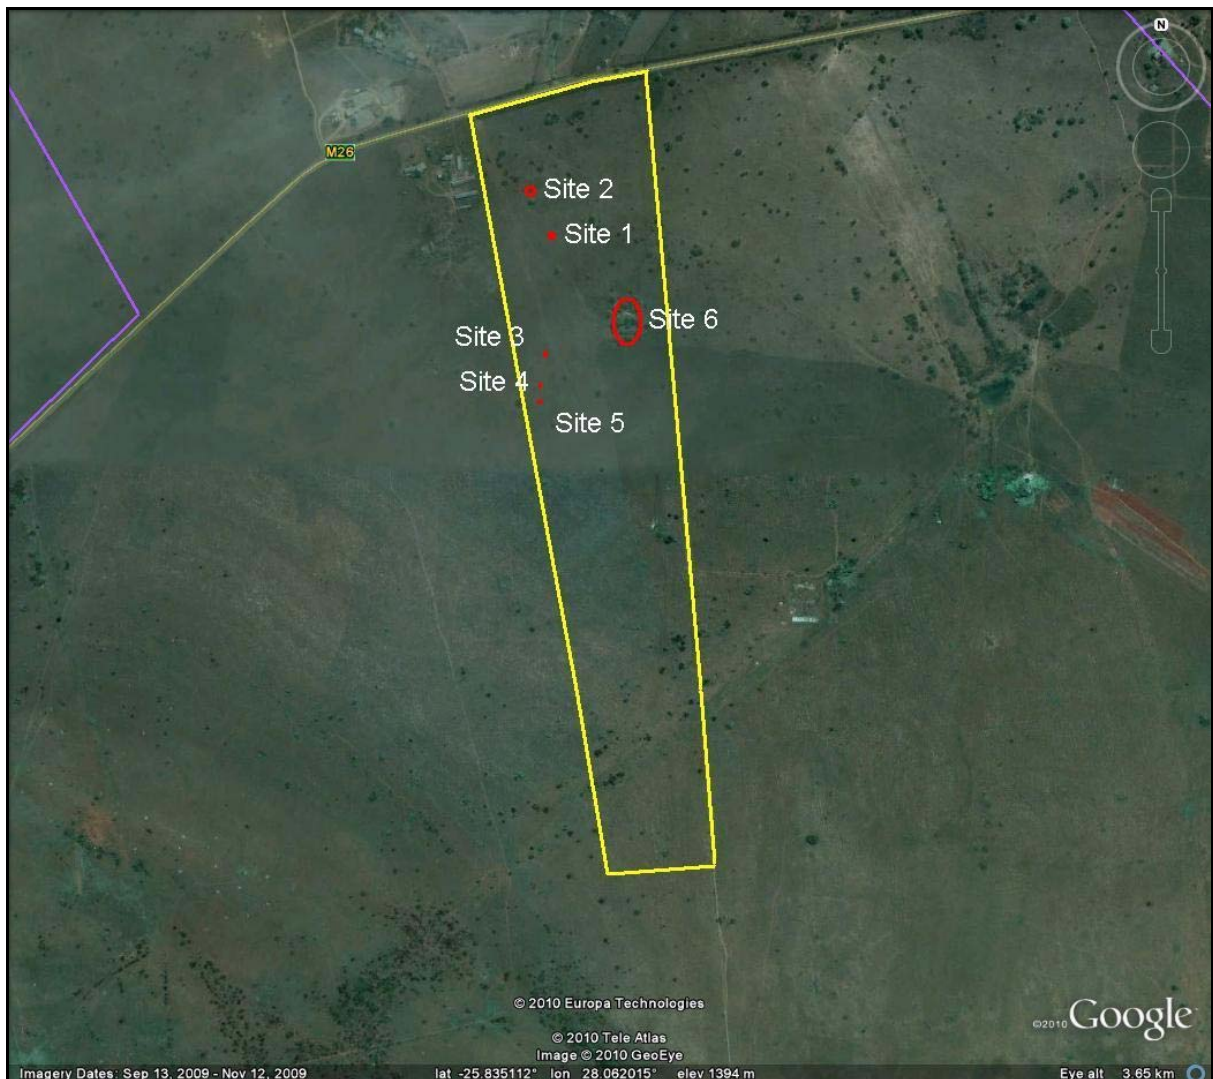 N
M26
Site 2
Site 1
Site 6
Site 3
Site 4
Site 5
© 2010 Europa Technologies
© 2010 Tele Atlas
Image © 2010 GeoEye
©2010 Google
Imagery Dates: Sep 13, 2009 - Nov 12, 2009 lat -25.835112° lon 28.062015° elev 1394 m Eye alt 3.65 km